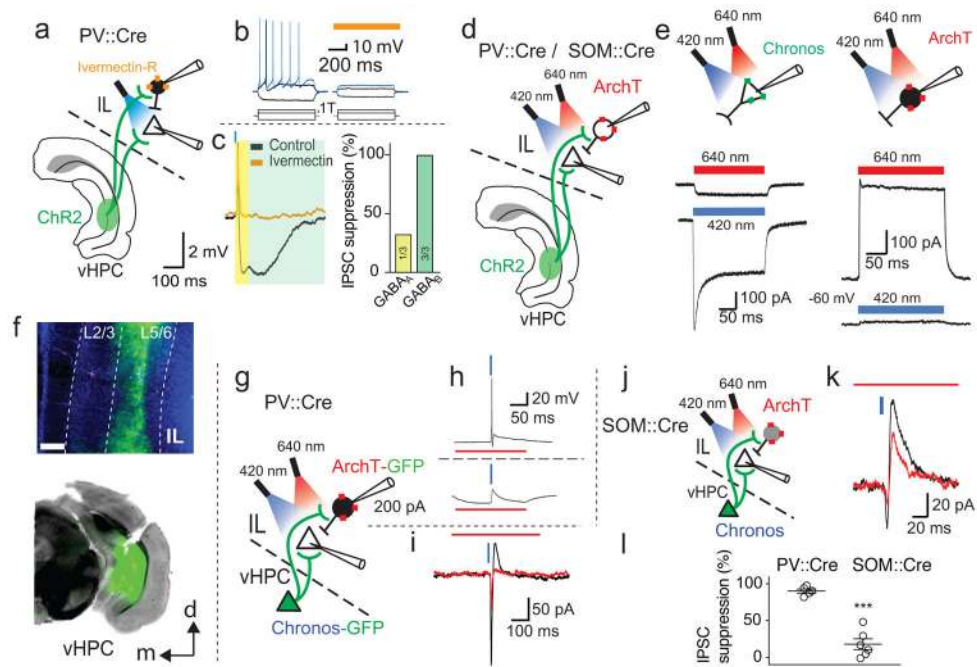 a
PV::Cre
Ivermectin-R
IL
ChR2
vHPC
2 mV
100 ms
b
10 mV
200 ms
.1T
c
Control
Ivermectin
IPSC suppression (%)
100
50
0
1/3
3/3
GABAA
GABAB
d
PV::Cre / SOM::Cre
640 nm
420 nm
ArchT
IL
ChR2
vHPC
e
640 nm
420 nm
Chronos
640 nm
420 nm
ArchT
640 nm
420 nm
100 pA
50 ms
640 nm
100 pA
50 ms
-60 mV
420 nm
f
L2/3
L5/6
IL
vHPC
d
m
g
PV::Cre
640 nm
420 nm
ArchT-GFP
IL
vHPC
Chronos-GFP
h
20 mV
50 ms
200 pA
i
50 pA
100 ms
j
SOM::Cre
640 nm
420 nm
ArchT
IL
vHPC
Chronos
k
20 pA
20 ms
l
PV::Cre
SOM::Cre
IPSC
suppression (%)
100
50
0
***